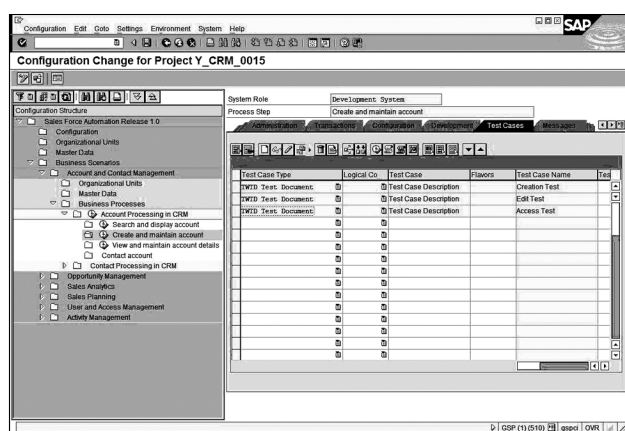 Configuration Edit Goto Settings Environment System Help
SAP
Configuration Change for Project Y_CRM_0015
System Role Development System
Process Step Create and maintain account
Configuration Structure
Administration Transactions Configuration Development Test Cases Messages
Sales Force Automation Release 1.0
Configuration
Organizational Units
Master Data
Business Scenarios
Account and Contact Management
Organizational Units
Master Data
Business Processes
Account Processing in CRM
Search and display account
Create and maintain account
View and maintain account details
Contact account
Contact Processing in CRM
Opportunity Management
Sales Analytics
Sales Planning
User and Access Management
Activity Management
Test Case Type Logical Co Test Case Flavors Test Case Name Tes
TWTD Test Document Test Case Description Creation Test
TWTD Test Document Test Case Description Edit Test
TWTD Test Document Test Case Description Access Test
GSP (1) (510) gspci OVR